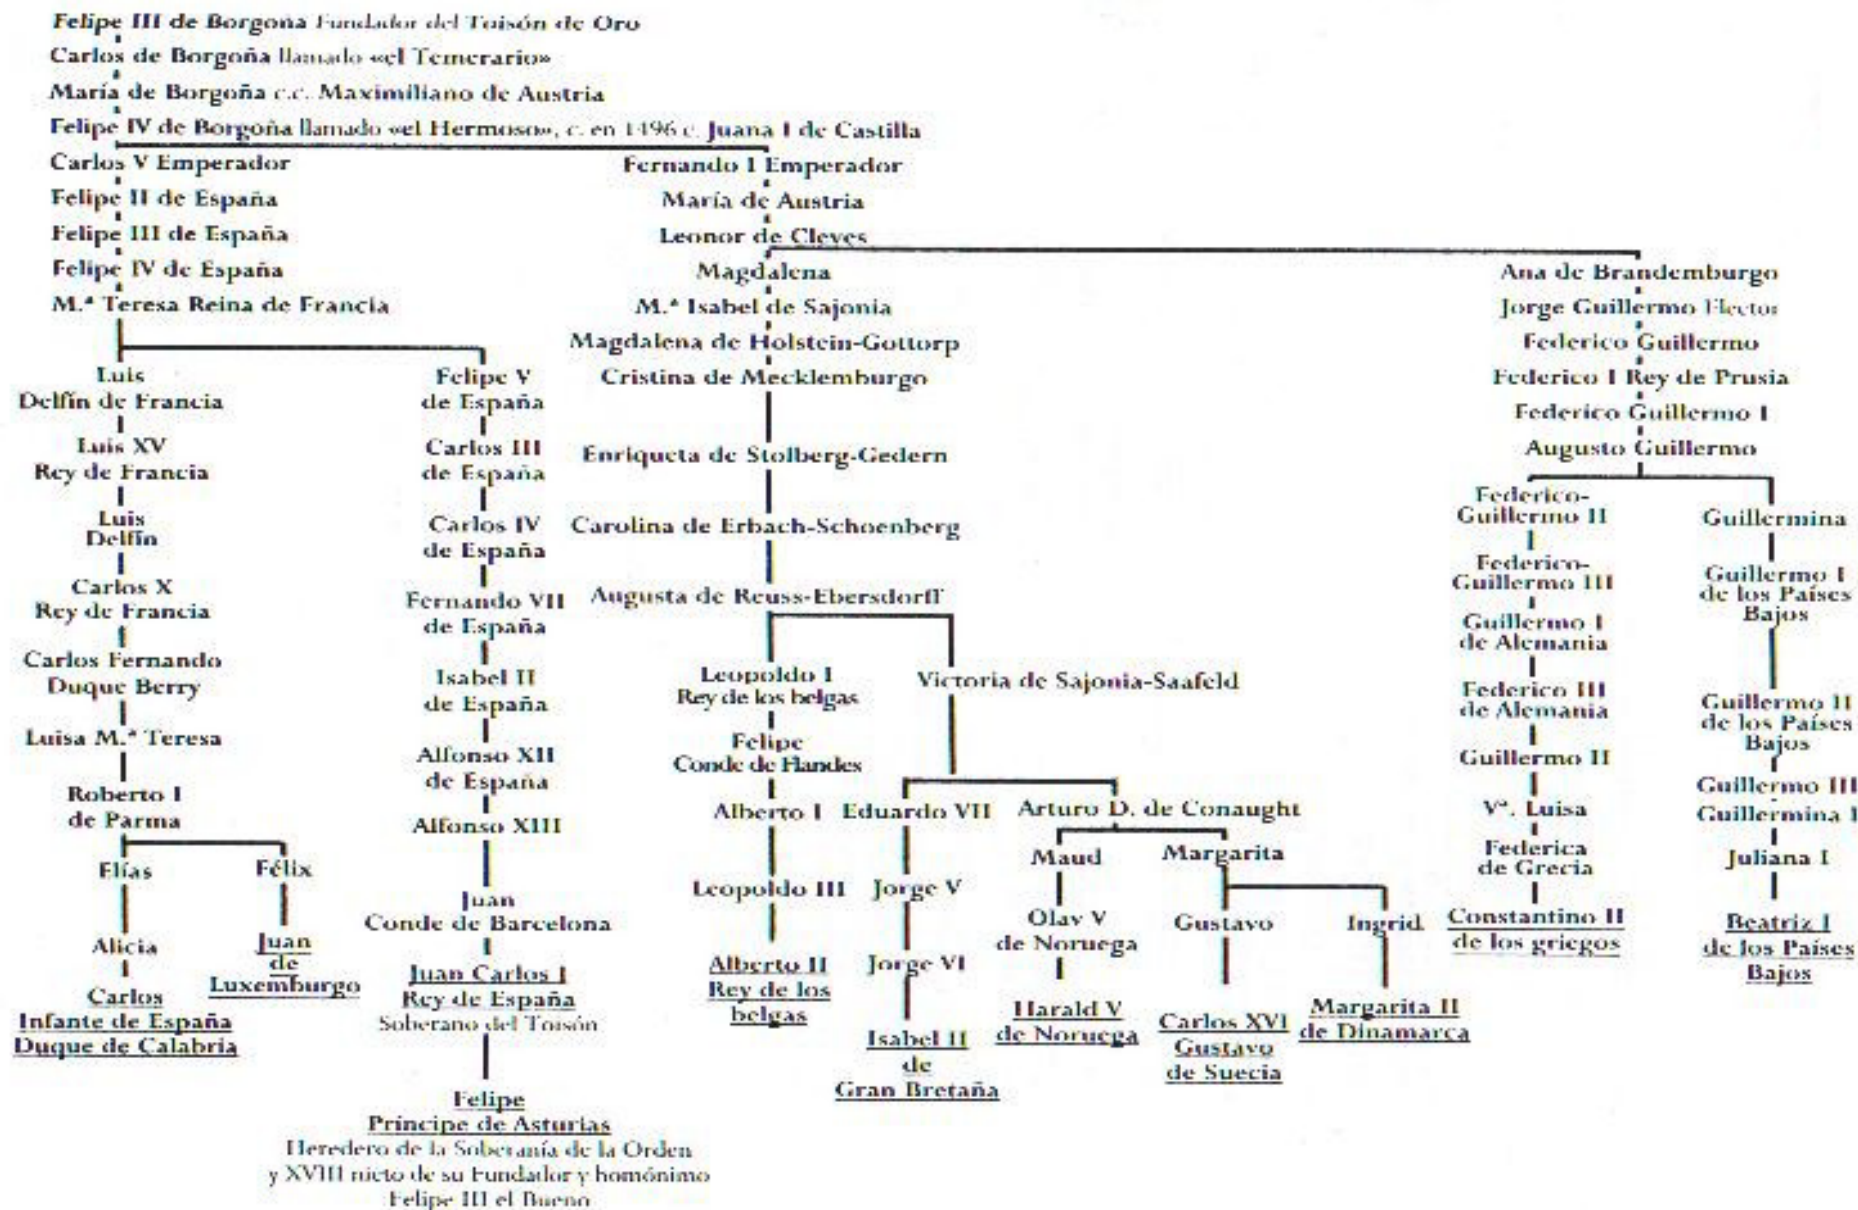 Felipe III de Borgoña Fundador del Toisón de Oro
Carlos de Borgoña llamado «el Temerario»
María de Borgoña c.c. Maximiliano de Austria
Felipe IV de Borgoña llamado «el Hermoso», c. en 1496 c. Juana I de Castilla
Carlos V Emperador
Felipe II de España
Felipe III de España
Felipe IV de España
M.ª Teresa Reina de Francia
Luis
Delfín de Francia
Luis XV
Rey de Francia
Luis
Delfín
Carlos X
Rey de Francia
Carlos Fernando
Duque Berry
Luisa M.ª Teresa
Roberto I
de Parma
Elías
Alicia
Carlos
Infante de España
Duque de Calabria
Félix
Juan
de
Luxemburgo
Felipe V
de España
Carlos III
de España
Carlos IV
de España
Fernando VII
de España
Isabel II
de España
Alfonso XII
de España
Alfonso XIII
Juan
Conde de Barcelona
Juan Carlos I
Rey de España
Soberano del Toisón
Felipe
Principe de Asturias
Heredero de la Soberanía de la Orden
y XVIII nieto de su Fundador y homónimo
Felipe III el Bueno
Fernando I Emperador
María de Austria
Leonor de Cleves
Magdalena
M.ª Isabel de Sajonia
Magdalena de Holstein-Gottorp
Cristina de Mecklemburgo
Enriqueta de Stolberg-Gedern
Carolina de Erbach-Schoenberg
Augusta de Reuss-Ebersdorff
Leopoldo I
Rey de los belgas
Felipe
Conde de Flandes
Alberto I
Leopoldo III
Alberto II
Rey de los
belgas
Victoria de Sajonia-Saafeld
Eduardo VII
Jorge V
Jorge VI
Isabel II
de
Gran Bretaña
Arturo D. de Conaught
Maud
Olav V
de Noruega
Harald V
de Noruega
Margarita
Gustavo
Carlos XVI
Gustavo
de Suecia
Ingrid
Margarita II
de Dinamarca
Ana de Brandemburgo
Jorge Guillermo Elector
Federico Guillermo
Federico I Rey de Prusia
Federico Guillermo I
Augusto Guillermo
Federico-
Guillermo II
Federico-
Guillermo III
Guillermo I
de Alemania
Federico III
de Alemania
Guillermo II
Vª. Luisa
Federica
de Grecia
Constantino II
de los griegos
Guillermina
Guillermo I
de los Países
Bajos
Guillermo II
de los Países
Bajos
Guillermo III
Guillermina I
Juliana I
Beatriz I
de los Países
Bajos